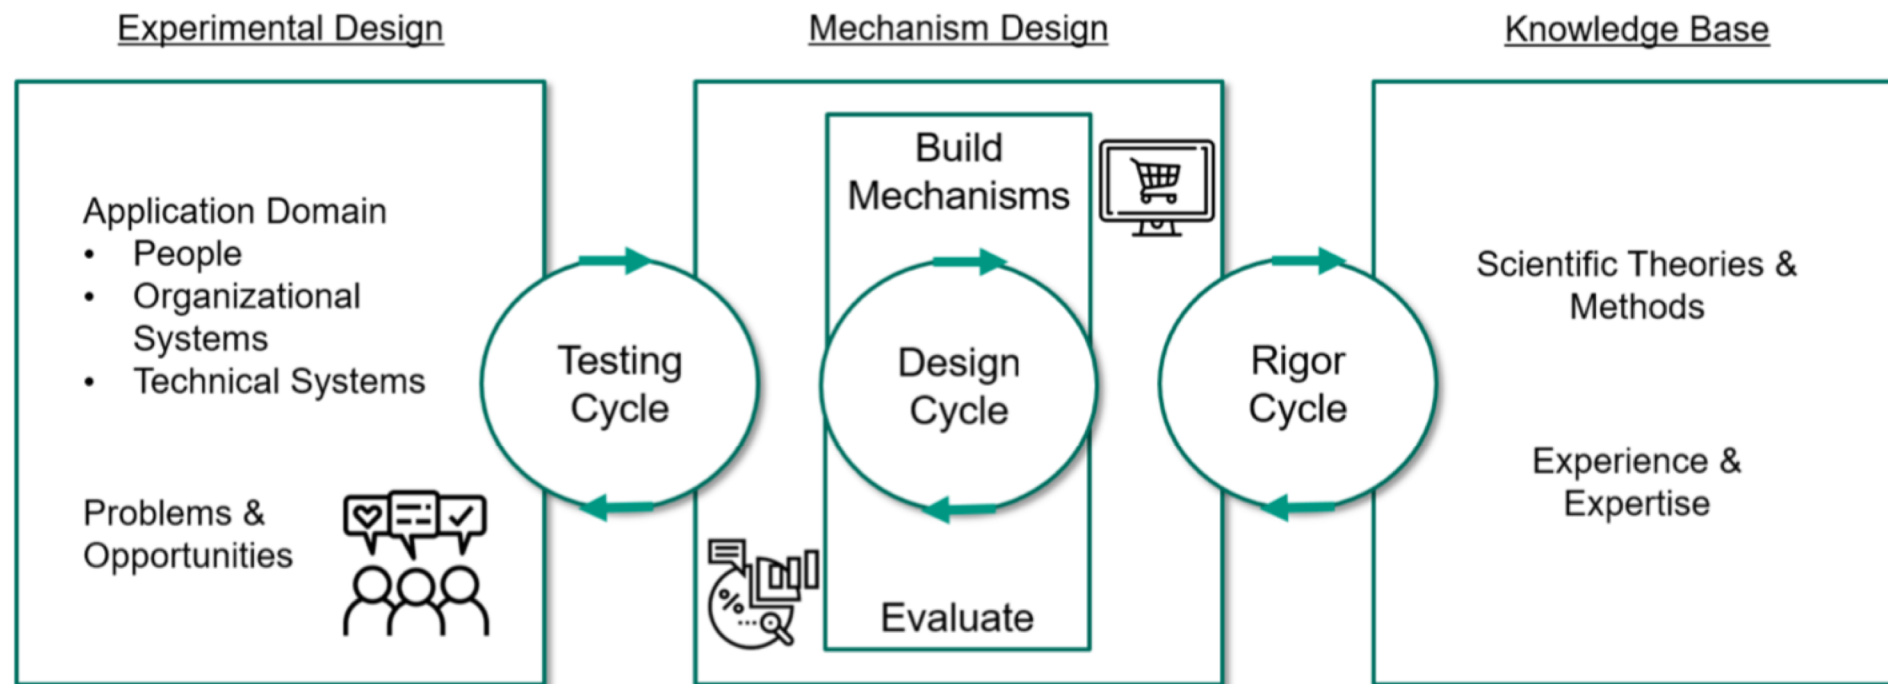 Experimental Design
Mechanism Design
Knowledge Base
Application Domain
• People
• Organizational
Systems
• Technical Systems
Problems &
Opportunities
Testing
Cycle
Build
Mechanisms
Design
Cycle
Evaluate
%
Rigor
Cycle
Scientific Theories &
Methods
Experience &
Expertise